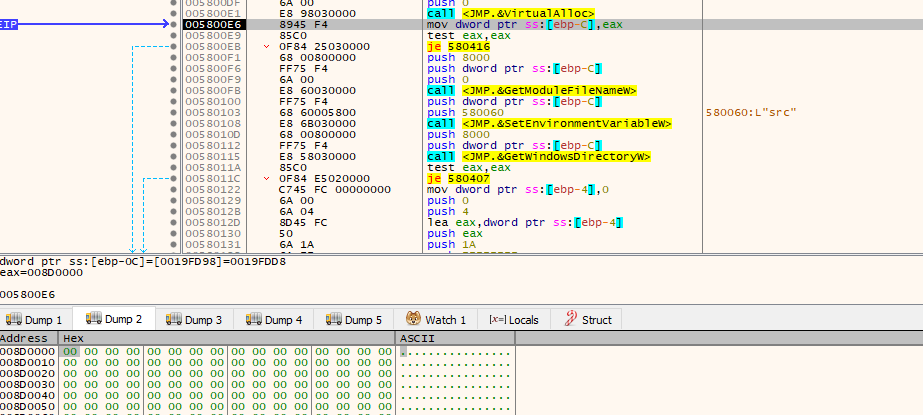 005800DF 6A 00 push 0
005800E1 E8 98030000 call <JMP.&VirtualAlloc>
EIP 005800E6 8945 F4 mov dword ptr ss:[ebp-C],eax
005800E9 85C0 test eax,eax
005800EB 0F84 25030000 je 580416
005800F1 68 00800000 push 8000
005800F6 FF75 F4 push dword ptr ss:[ebp-C]
005800F9 6A 00 push 0
005800FB E8 60030000 call <JMP.&GetModuleFileNameW>
00580100 FF75 F4 push dword ptr ss:[ebp-C]
00580103 68 60005800 push 580060 580060:L"src"
00580108 E8 6B030000 call <JMP.&SetEnvironmentVariableW>
0058010D 68 00800000 push 8000
00580112 FF75 F4 push dword ptr ss:[ebp-C]
00580115 E8 58030000 call <JMP.&GetWindowsDirectoryW>
0058011A 85C0 test eax,eax
0058011C 0F84 E5020000 je 580407
00580122 C745 FC 00000000 mov dword ptr ss:[ebp-4],0
00580129 6A 00 push 0
0058012B 6A 04 push 4
0058012D 8D45 FC lea eax,dword ptr ss:[ebp-4]
00580130 50 push eax
00580131 6A 1A push 1A
dword ptr ss:[ebp-0C]=[0019FD98]=0019FDD8
eax=008D0000
005800E6
Dump 1 Dump 2 Dump 3 Dump 4 Dump 5 Watch 1 [x=] Locals Struct
Address Hex ASCII
008D0000 00 00 00 00 00 00 00 00 00 00 00 00 00 00 00 00 ................
008D0010 00 00 00 00 00 00 00 00 00 00 00 00 00 00 00 00 ................
008D0020 00 00 00 00 00 00 00 00 00 00 00 00 00 00 00 00 ................
008D0030 00 00 00 00 00 00 00 00 00 00 00 00 00 00 00 00 ................
008D0040 00 00 00 00 00 00 00 00 00 00 00 00 00 00 00 00 ................
008D0050 00 00 00 00 00 00 00 00 00 00 00 00 00 00 00 00 ................